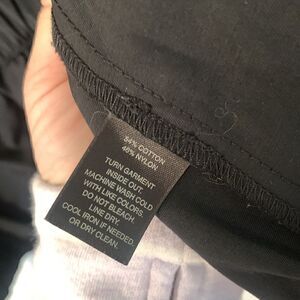 54% COTTON
46% NYLON
TURN GARMENT
INSIDE OUT.
MACHINE WASH COLD
WITH LIKE COLORS.
DO NOT BLEACH.
LINE DRY.
COOL IRON IF NEEDED.
OR DRY CLEAN.